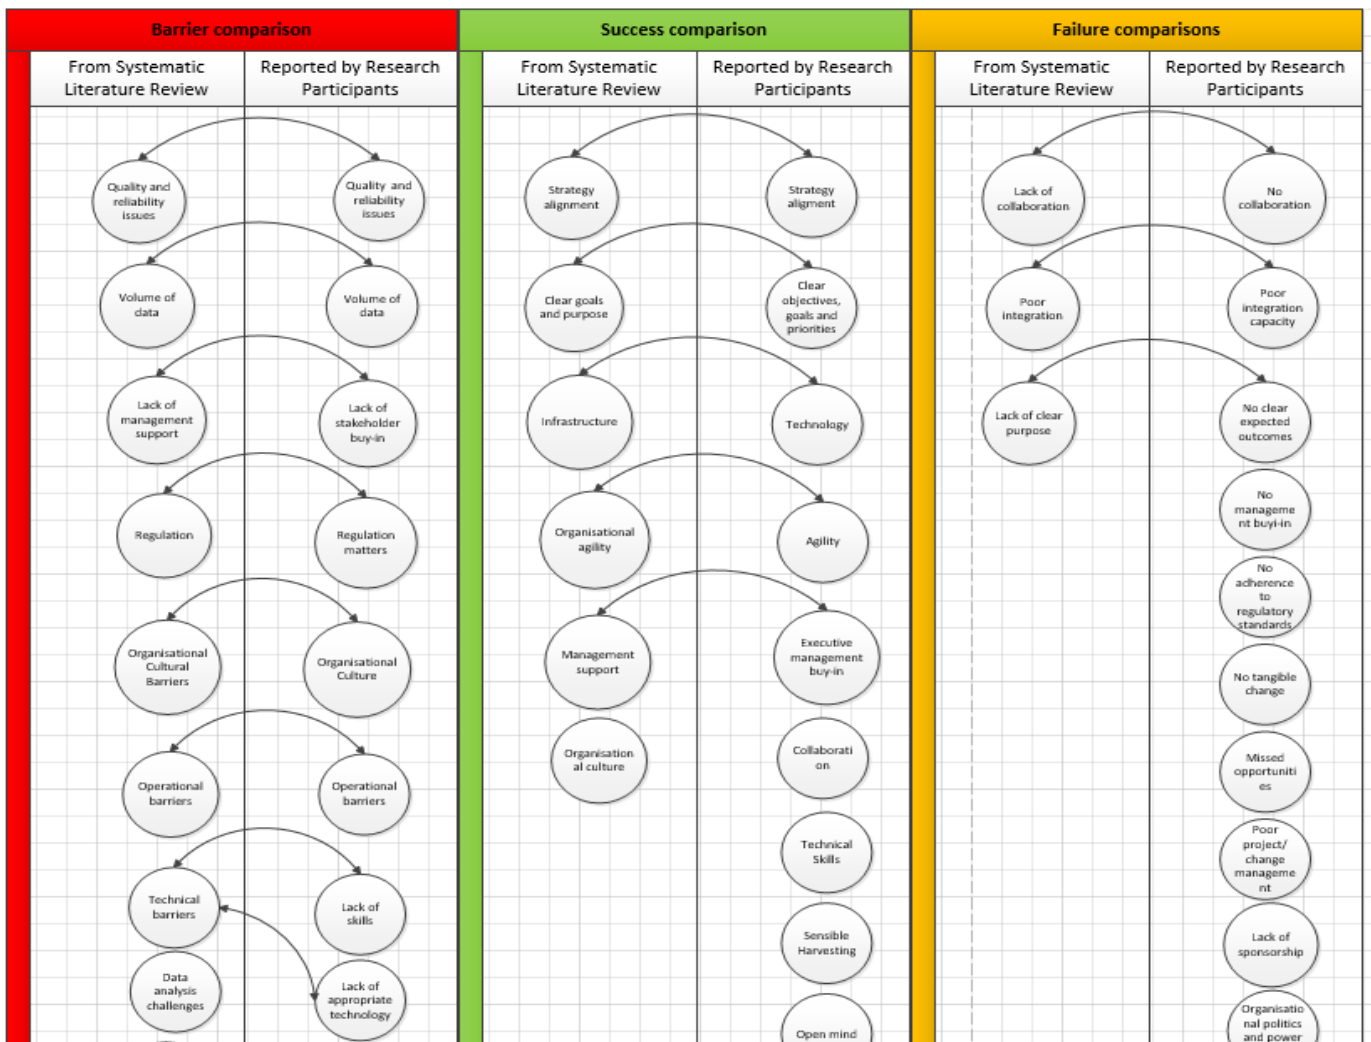 Barrier comparison
Success comparison
Failure comparisons
From Systematic
Literature Review
Reported by Research
Participants
From Systematic
Literature Review
Reported by Research
Participants
From Systematic
Literature Review
Reported by Research
Participants
Quality and
reliability
issues
Quality and
reliability
issues
Volume of
data
Volume of
data
Lack of
management
support
Lack of
stakeholder
buy-in
Regulation
Regulation
matters
Organisational
Cultural
Barriers
Organisational
Culture
Operational
barriers
Operational
barriers
Technical
barriers
Lack of
skills
Data
analysis
challenges
Lack of
appropriate
technology
Strategy
alignment
Strategy
aligment
Clear goals
and purpose
Clear
objectives,
goals and
priorities
Infrastructure
Technology
Organisational
agility
Agility
Management
support
Executive
management
buy-in
Organisation
al culture
Collaborati
on
Technical
Skills
Sensible
Harvesting
Open mind
Lack of
collaboration
No
collaboration
Poor
integration
Poor
integration
capacity
Lack of clear
purpose
No clear
expected
outcomes
No
manageme
nt buyi-in
No
adherence
to
regulatory
standards
No tangible
change
Missed
opportuniti
es
Poor
project/
change
manageme
nt
Lack of
sponsorship
Organisatio
nal politics
and power